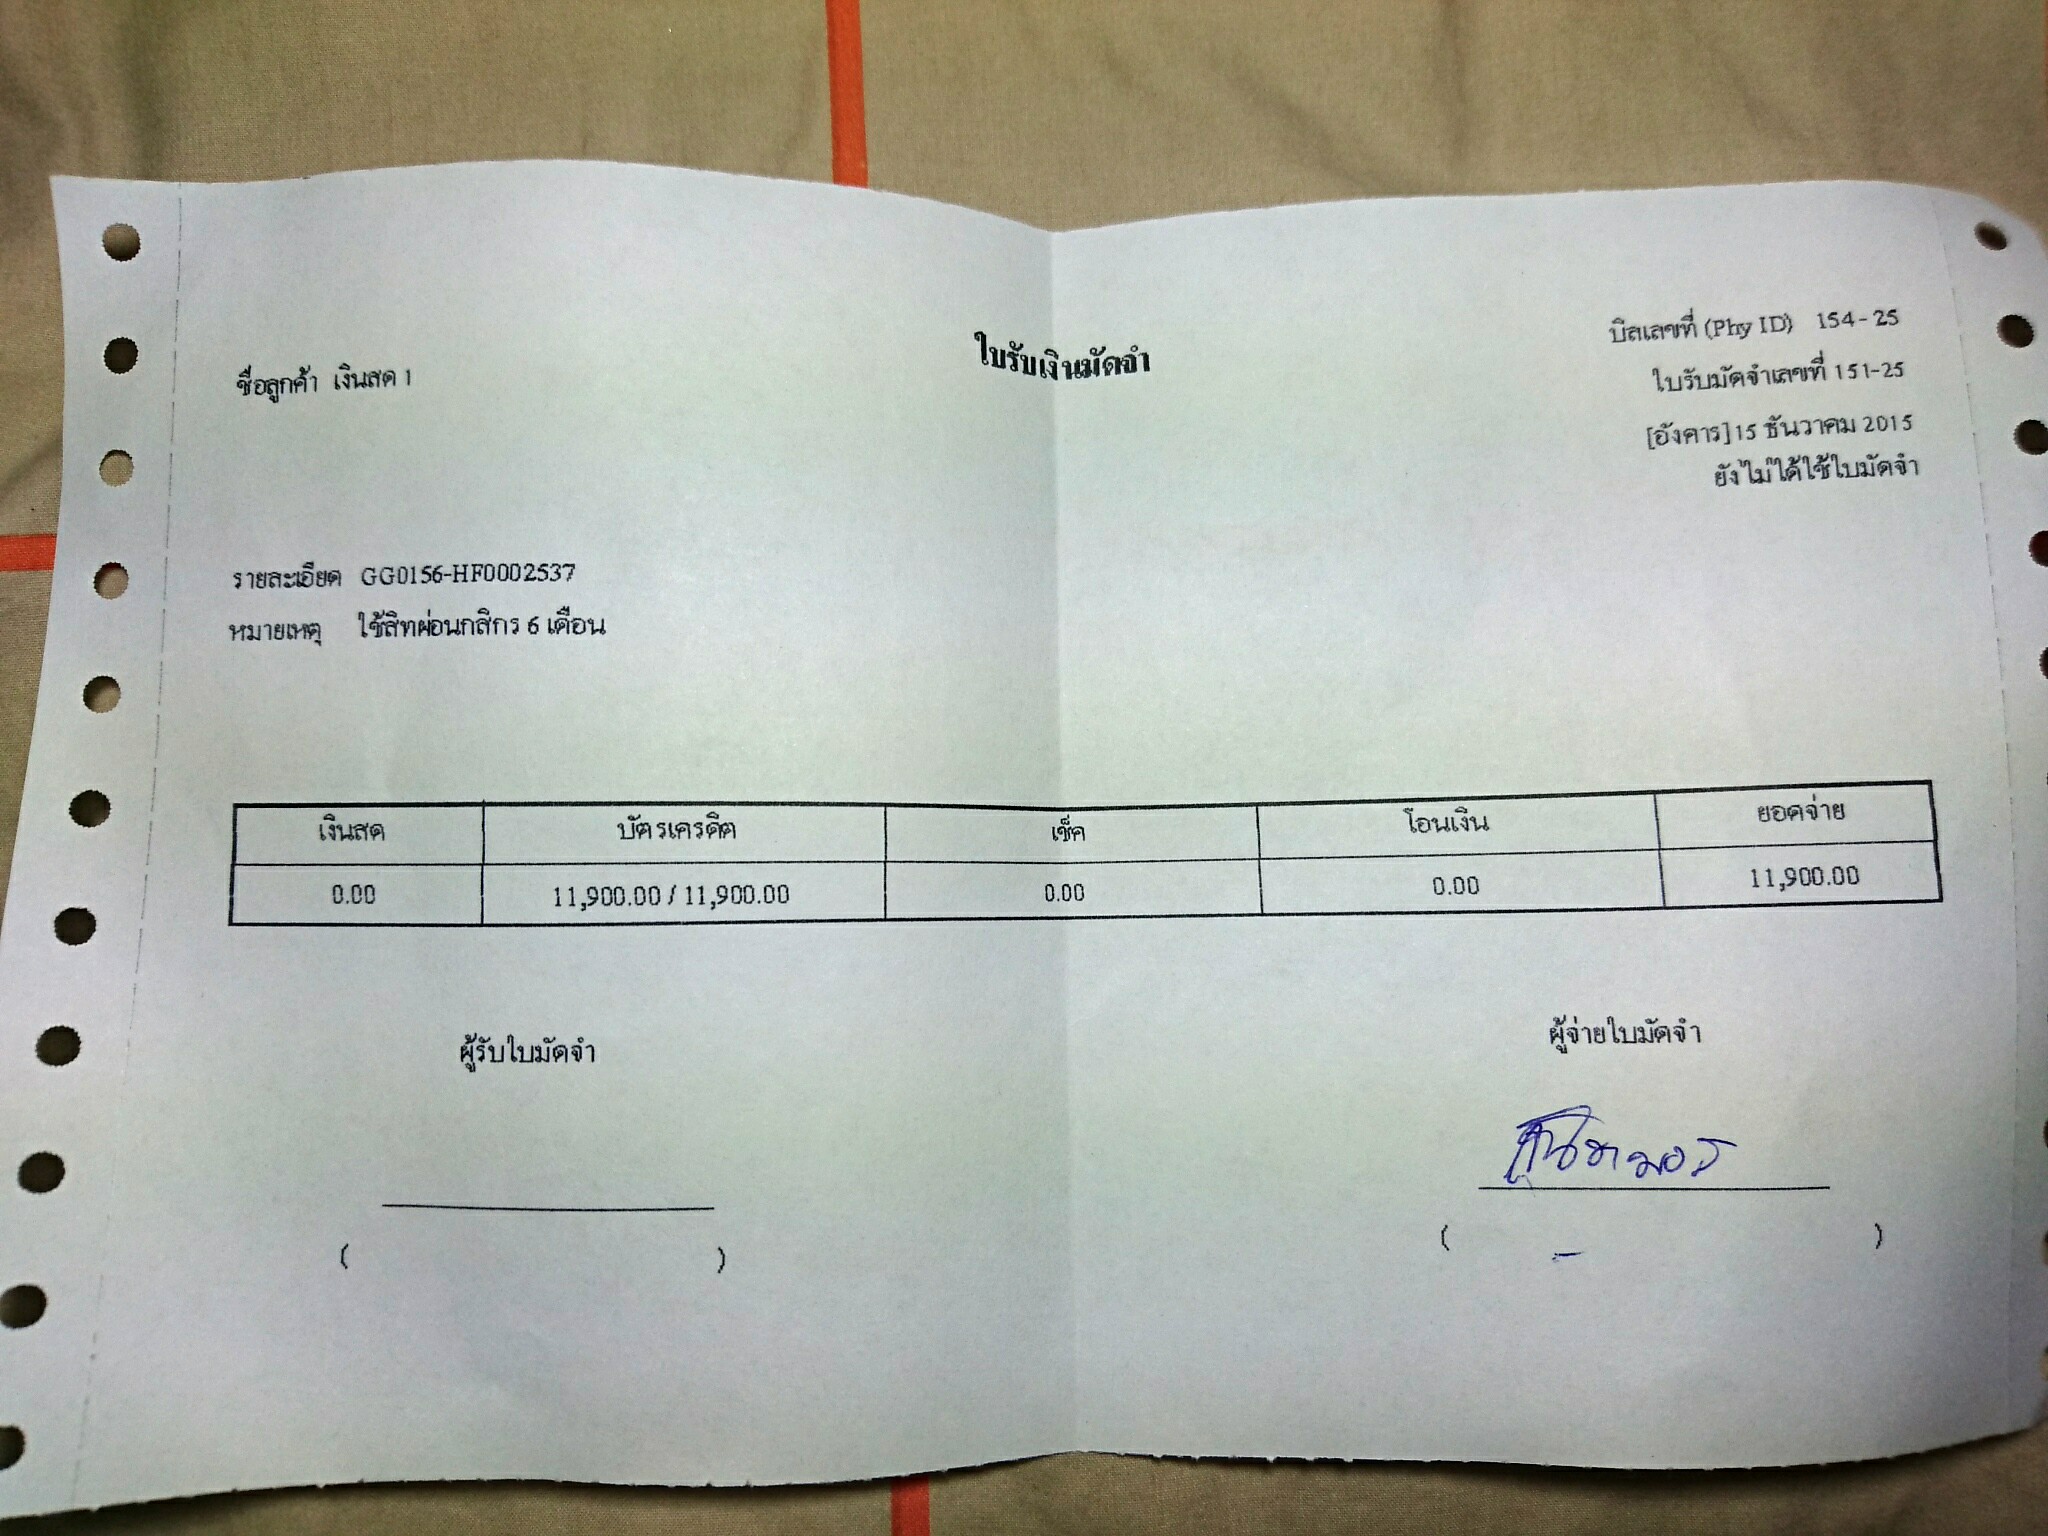 ใบรับเงินมัดจำ
บิลเลขที่ (Phy ID) 154-25
ชื่อลูกค้า เงินสด 1
ใบรับมัดจำเลขที่ 151-25
[อังคาร] 15 ธันวาคม 2015
ยังไม่ได้ใช้ใบมัดจำ
รายละเอียด GG0156-HF0002537
หมายเหตุ ใช้สิทผ่อนกสิกร 6 เดือน
เงินสด บัตรเครดิต เช็ค โอนเงิน ยอดจ่าย
0.00 11,900.00 / 11,900.00 0.00 0.00 11,900.00
ผู้รับใบมัดจำ ผู้จ่ายใบมัดจำ
( ) ( )